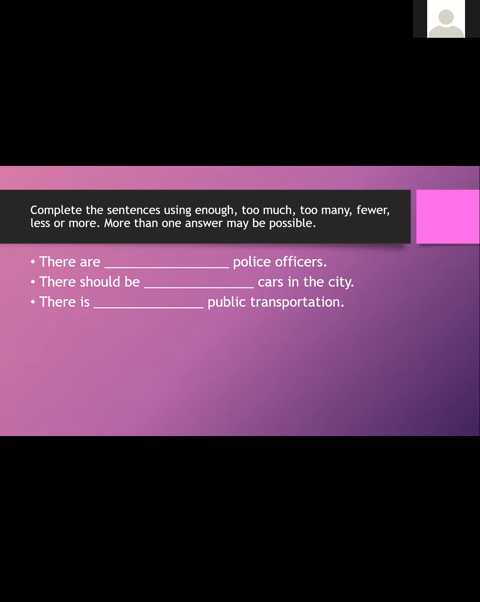 Complete the sentences using enough, too much, too many, fewer,
less or more. More than one answer may be possible.
• There are _________________ police officers.
• There should be _______________ cars in the city.
• There is _______________ public transportation.